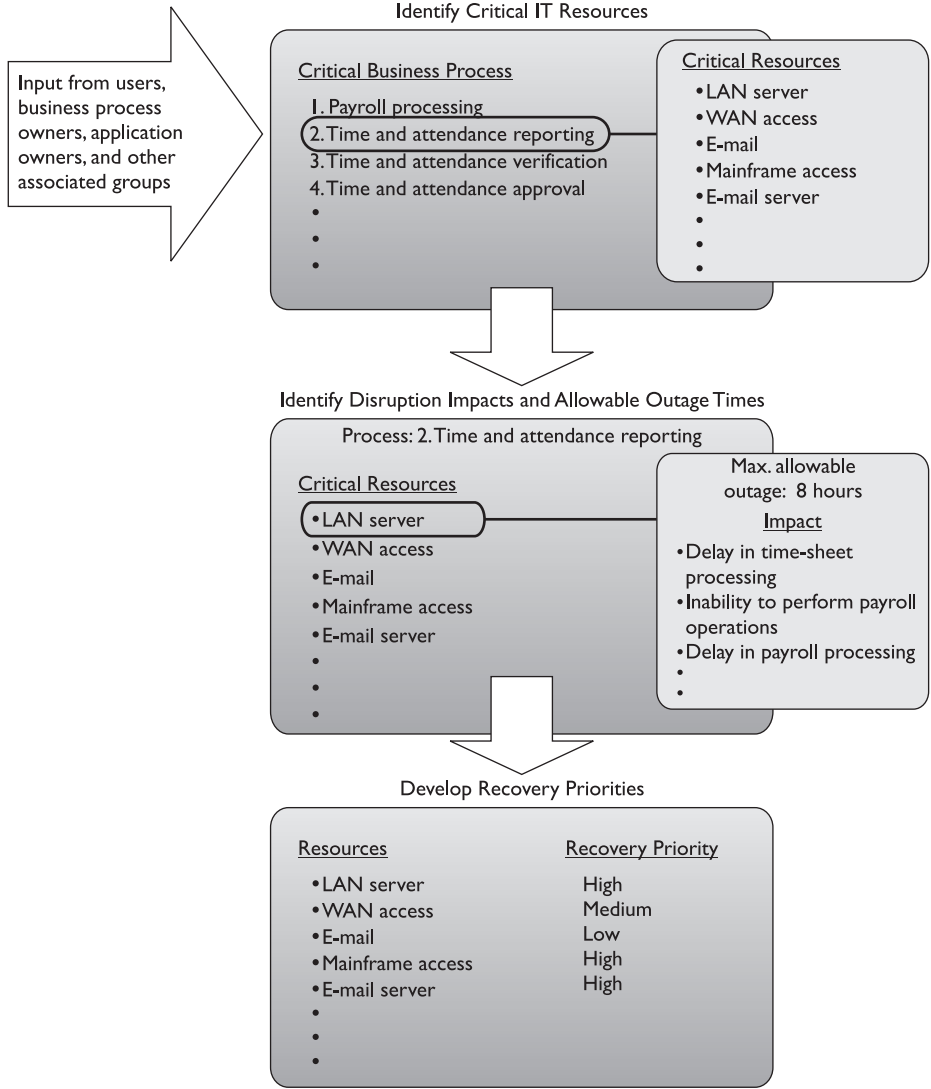 Identify Critical IT Resources
Input from users,
business process
owners, application
owners, and other
associated groups
Critical Business Process
1. Payroll processing
2. Time and attendance reporting
3. Time and attendance verification
4. Time and attendance approval
•
•
•
Critical Resources
• LAN server
• WAN access
• E-mail
• Mainframe access
• E-mail server
•
•
•
Identify Disruption Impacts and Allowable Outage Times
Process: 2. Time and attendance reporting
Critical Resources
• LAN server
• WAN access
• E-mail
• Mainframe access
• E-mail server
•
•
•
Max. allowable
outage: 8 hours
Impact
• Delay in time-sheet
processing
• Inability to perform payroll
operations
• Delay in payroll processing
•
•
Develop Recovery Priorities
Resources Recovery Priority
• LAN server High
• WAN access Medium
• E-mail Low
• Mainframe access High
• E-mail server High
•
•
•